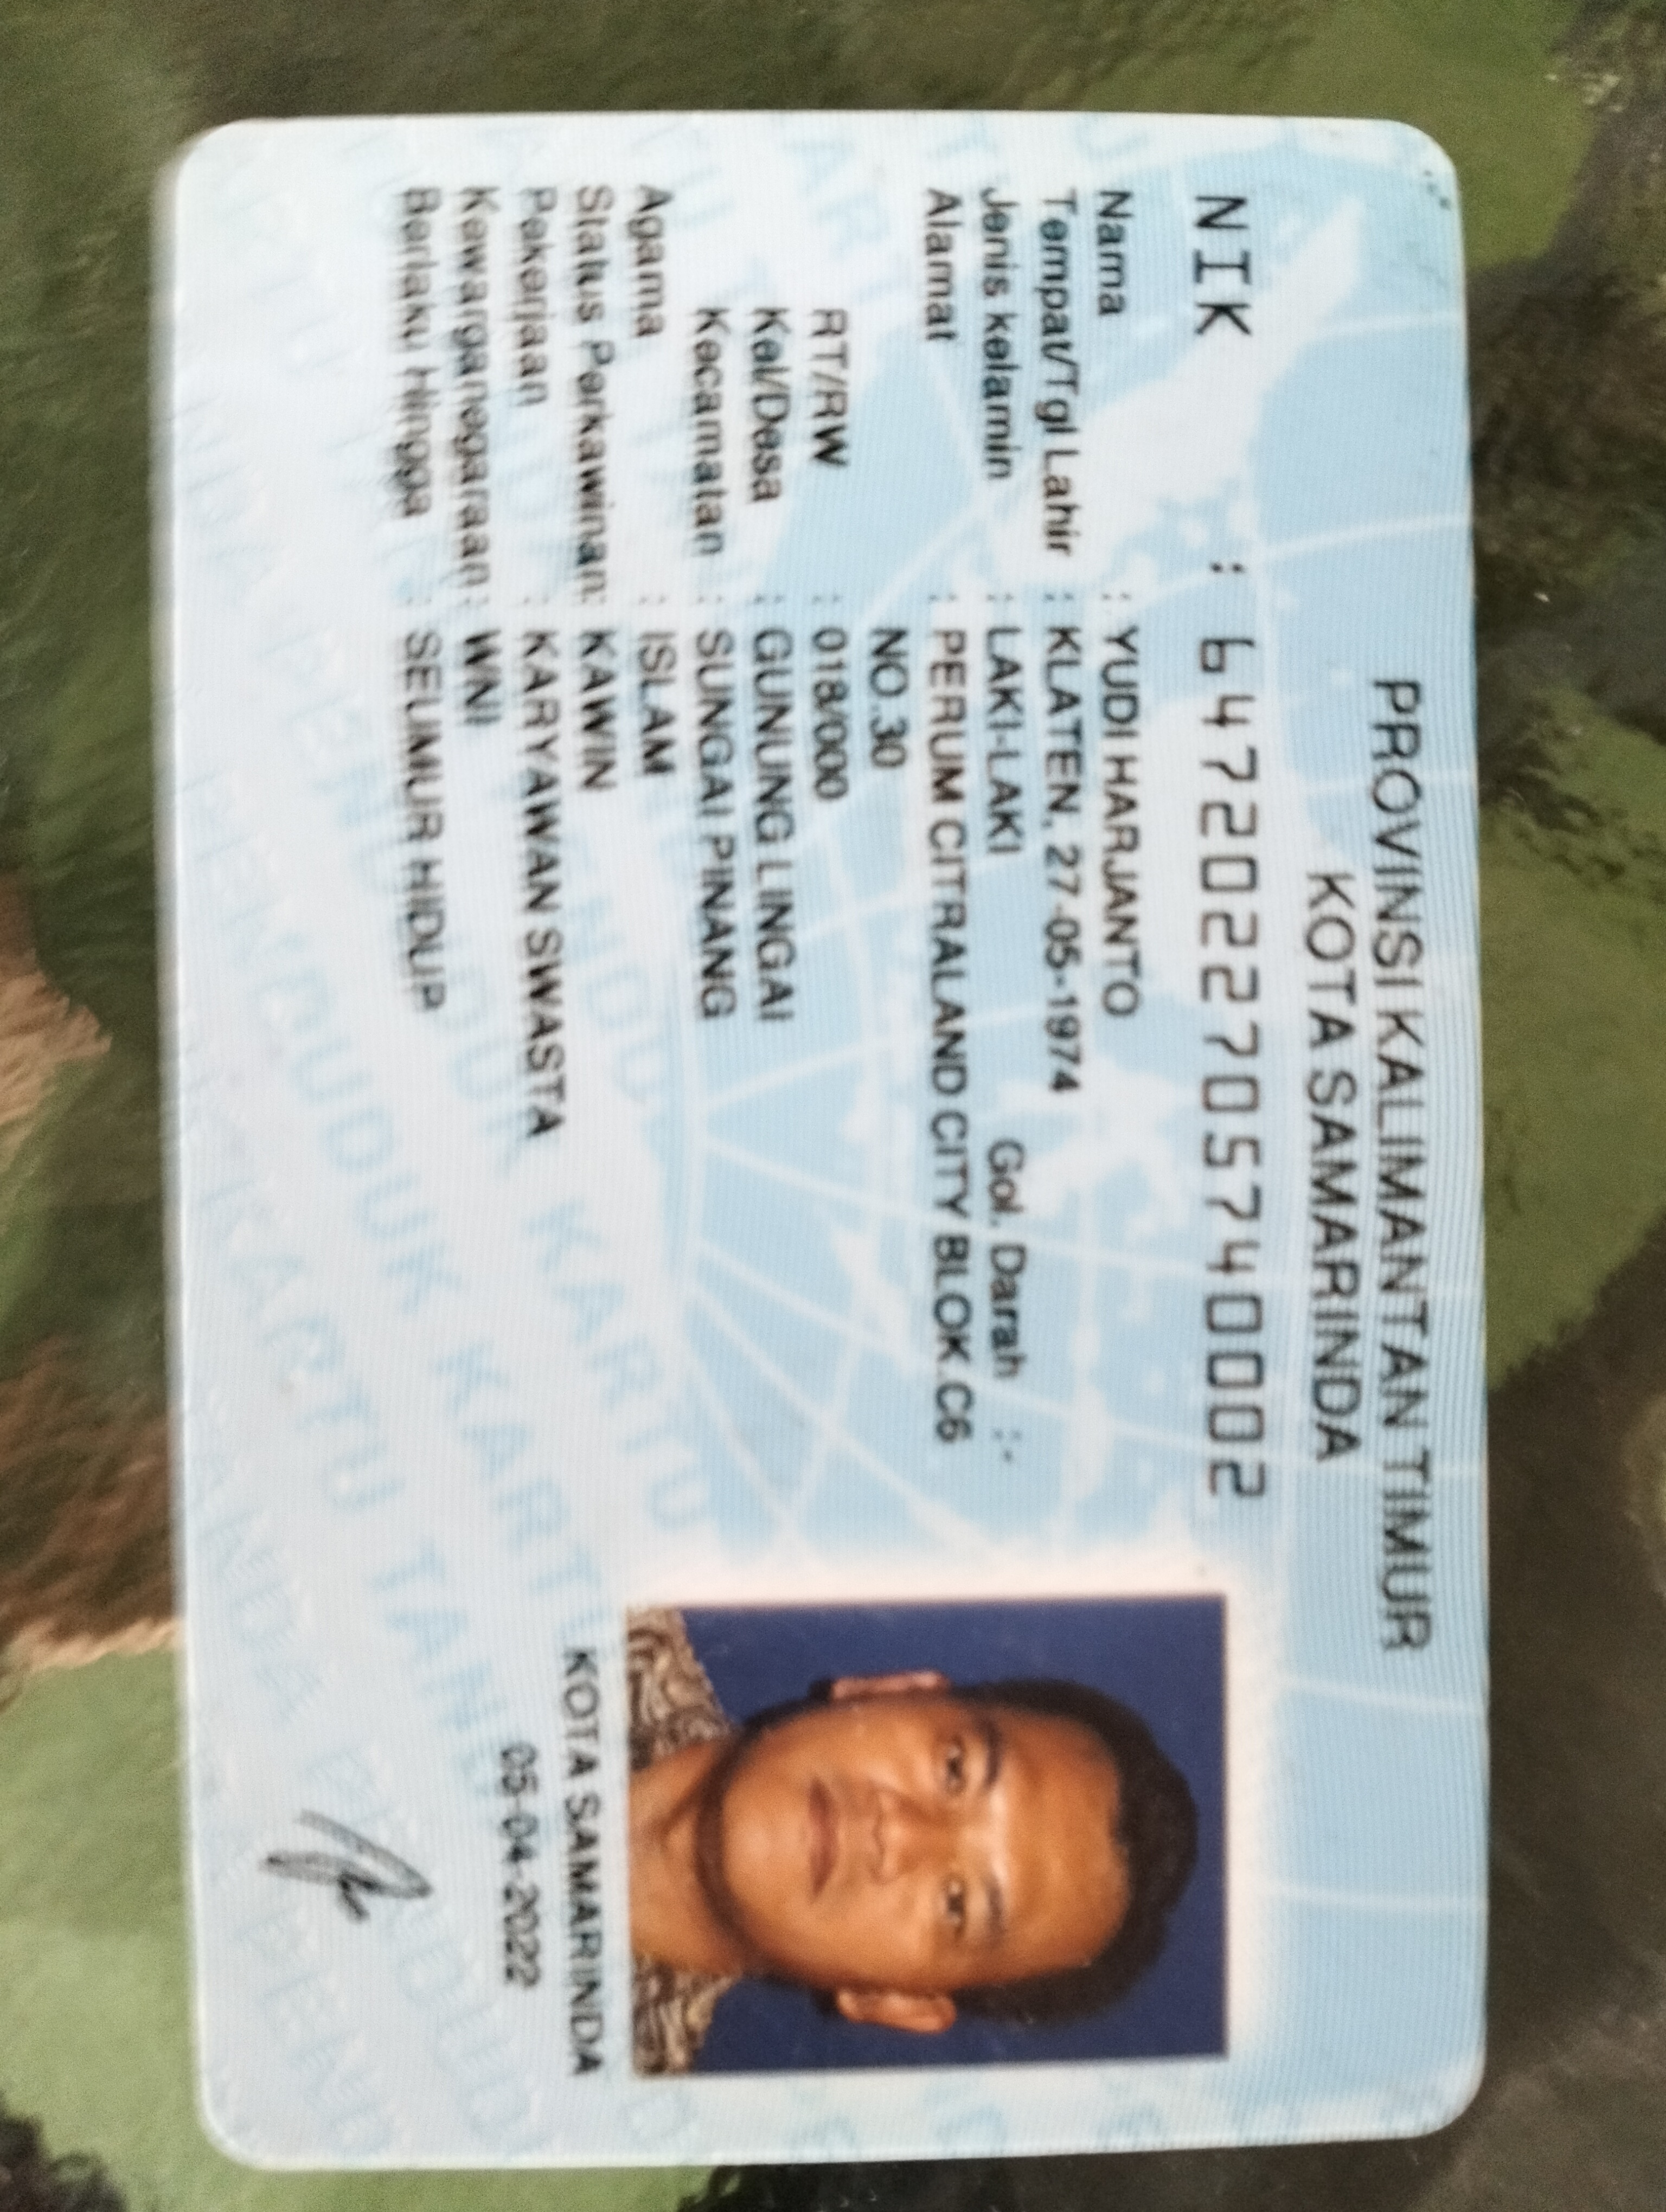 PROVINSI KALIMANTAN TIMUR
KOTA SAMARINDA
NIK : 6472022705740002
Nama : YUDI HARJANTO
Tempat/Tgl Lahir : KLATEN, 27-05-1974
Jenis kelamin : LAKI-LAKI Gol. Darah :-
Alamat : PERUM CITRALAND CITY BLOK.C6
NO.30
RT/RW : 018/000
Kel/Desa : GUNUNG LINGAI
Kecamatan : SUNGAI PINANG
Agama : ISLAM
Status Perkawinan: KAWIN
Pekerjaan : KARYAWAN SWASTA
Kewarganegaraan : WNI
Berlaku Hingga : SEUMUR HIDUP
KOTA SAMARINDA
05-04-2022